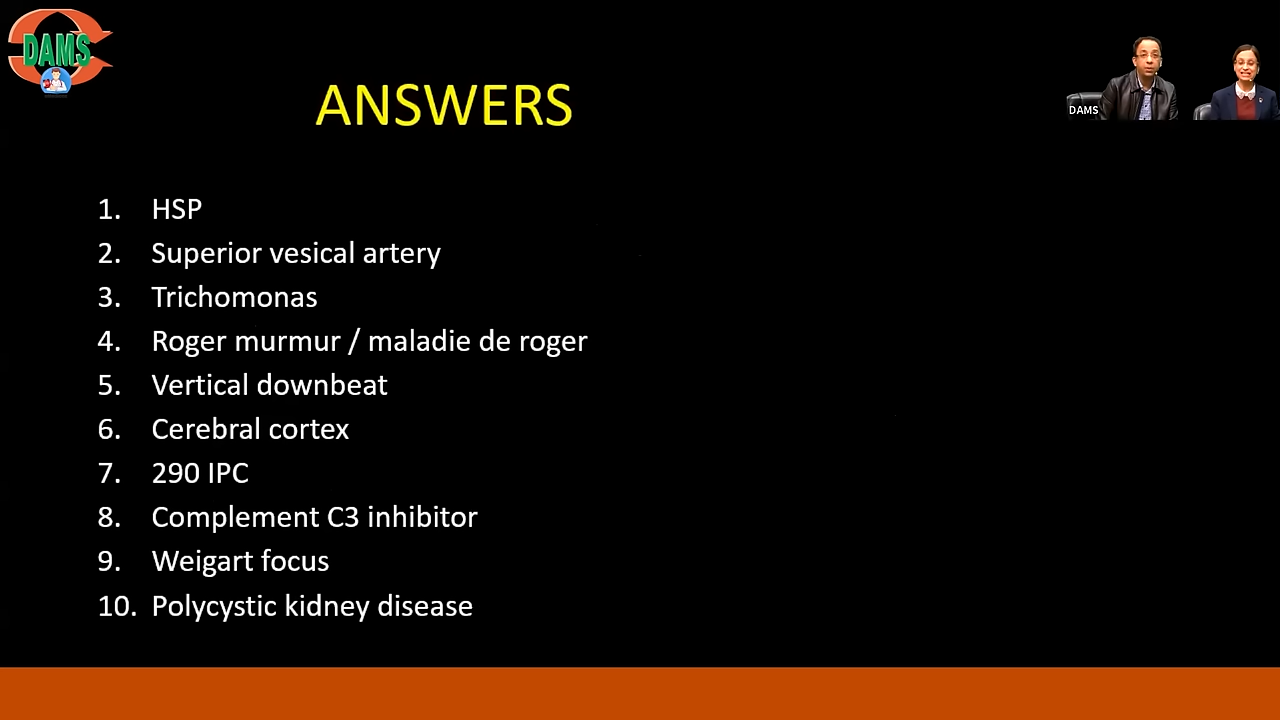 DAMS
DAMS
ANSWERS
1. HSP
2. Superior vesical artery
3. Trichomonas
4. Roger murmur / maladie de roger
5. Vertical downbeat
6. Cerebral cortex
7. 290 IPC
8. Complement C3 inhibitor
9. Weigart focus
10. Polycystic kidney disease